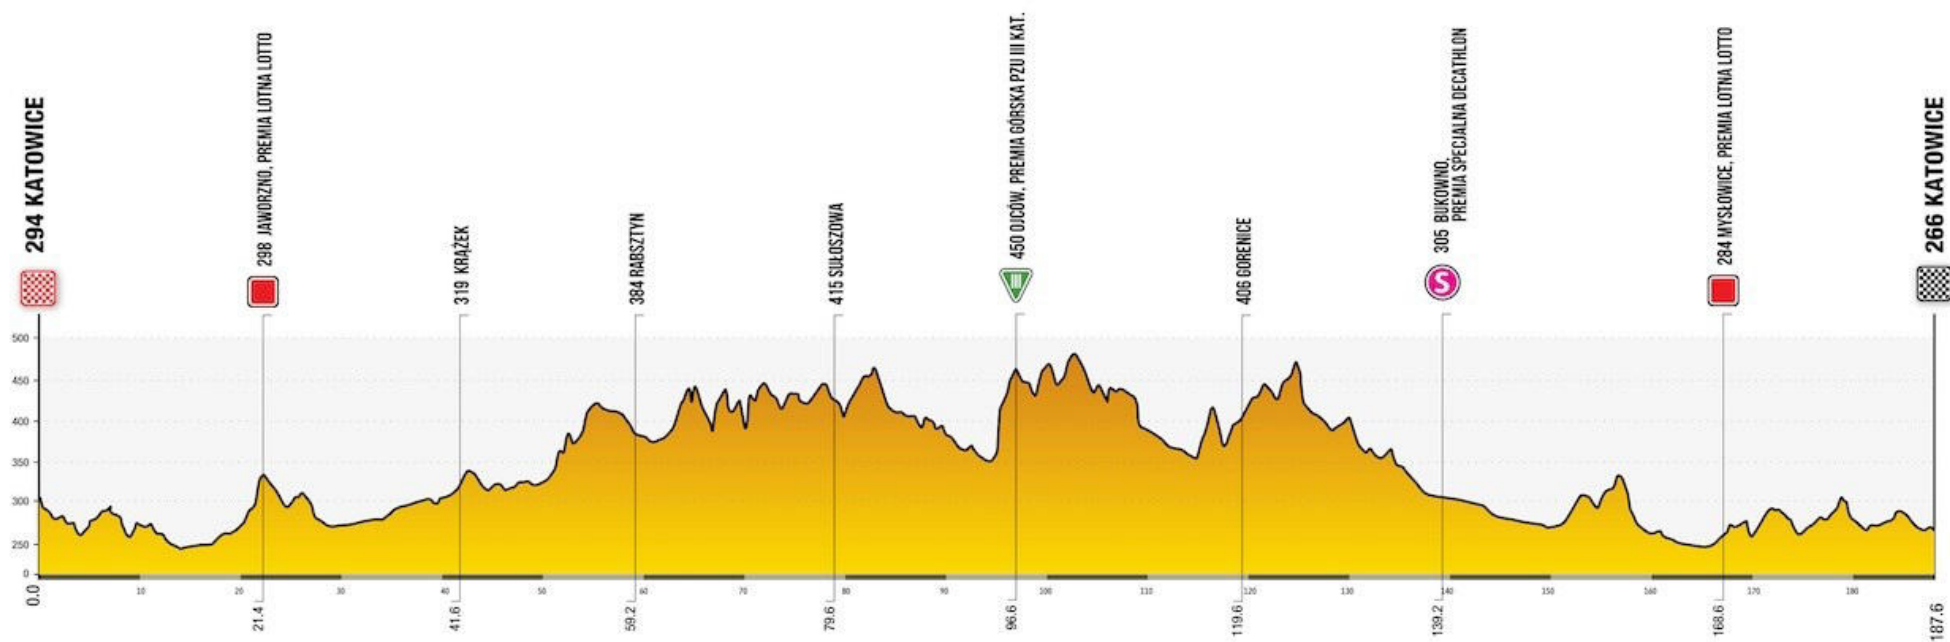 294 KATOWICE
298 JAWORZNO, PREMIA LOTNA LOTTO
319 KRĄŻEK
384 RABSZTYN
415 SUŁOSZOWA
450 OJCÓW, PREMIA GÓRSKA PZU III KAT.
III
406 GORENICE
305 BUKOWNO,
PREMIA SPECJALNA DECATHLON
S
284 MYSŁOWICE, PREMIA LOTNA LOTTO
266 KATOWICE
500
450
400
350
300
250
0
10 20 30 40 50 60 70 80 90 100 110 120 130 140 150 160 170 180
0.0 21.4 41.6 59.2 79.6 96.6 119.6 139.2 168.6 187.6